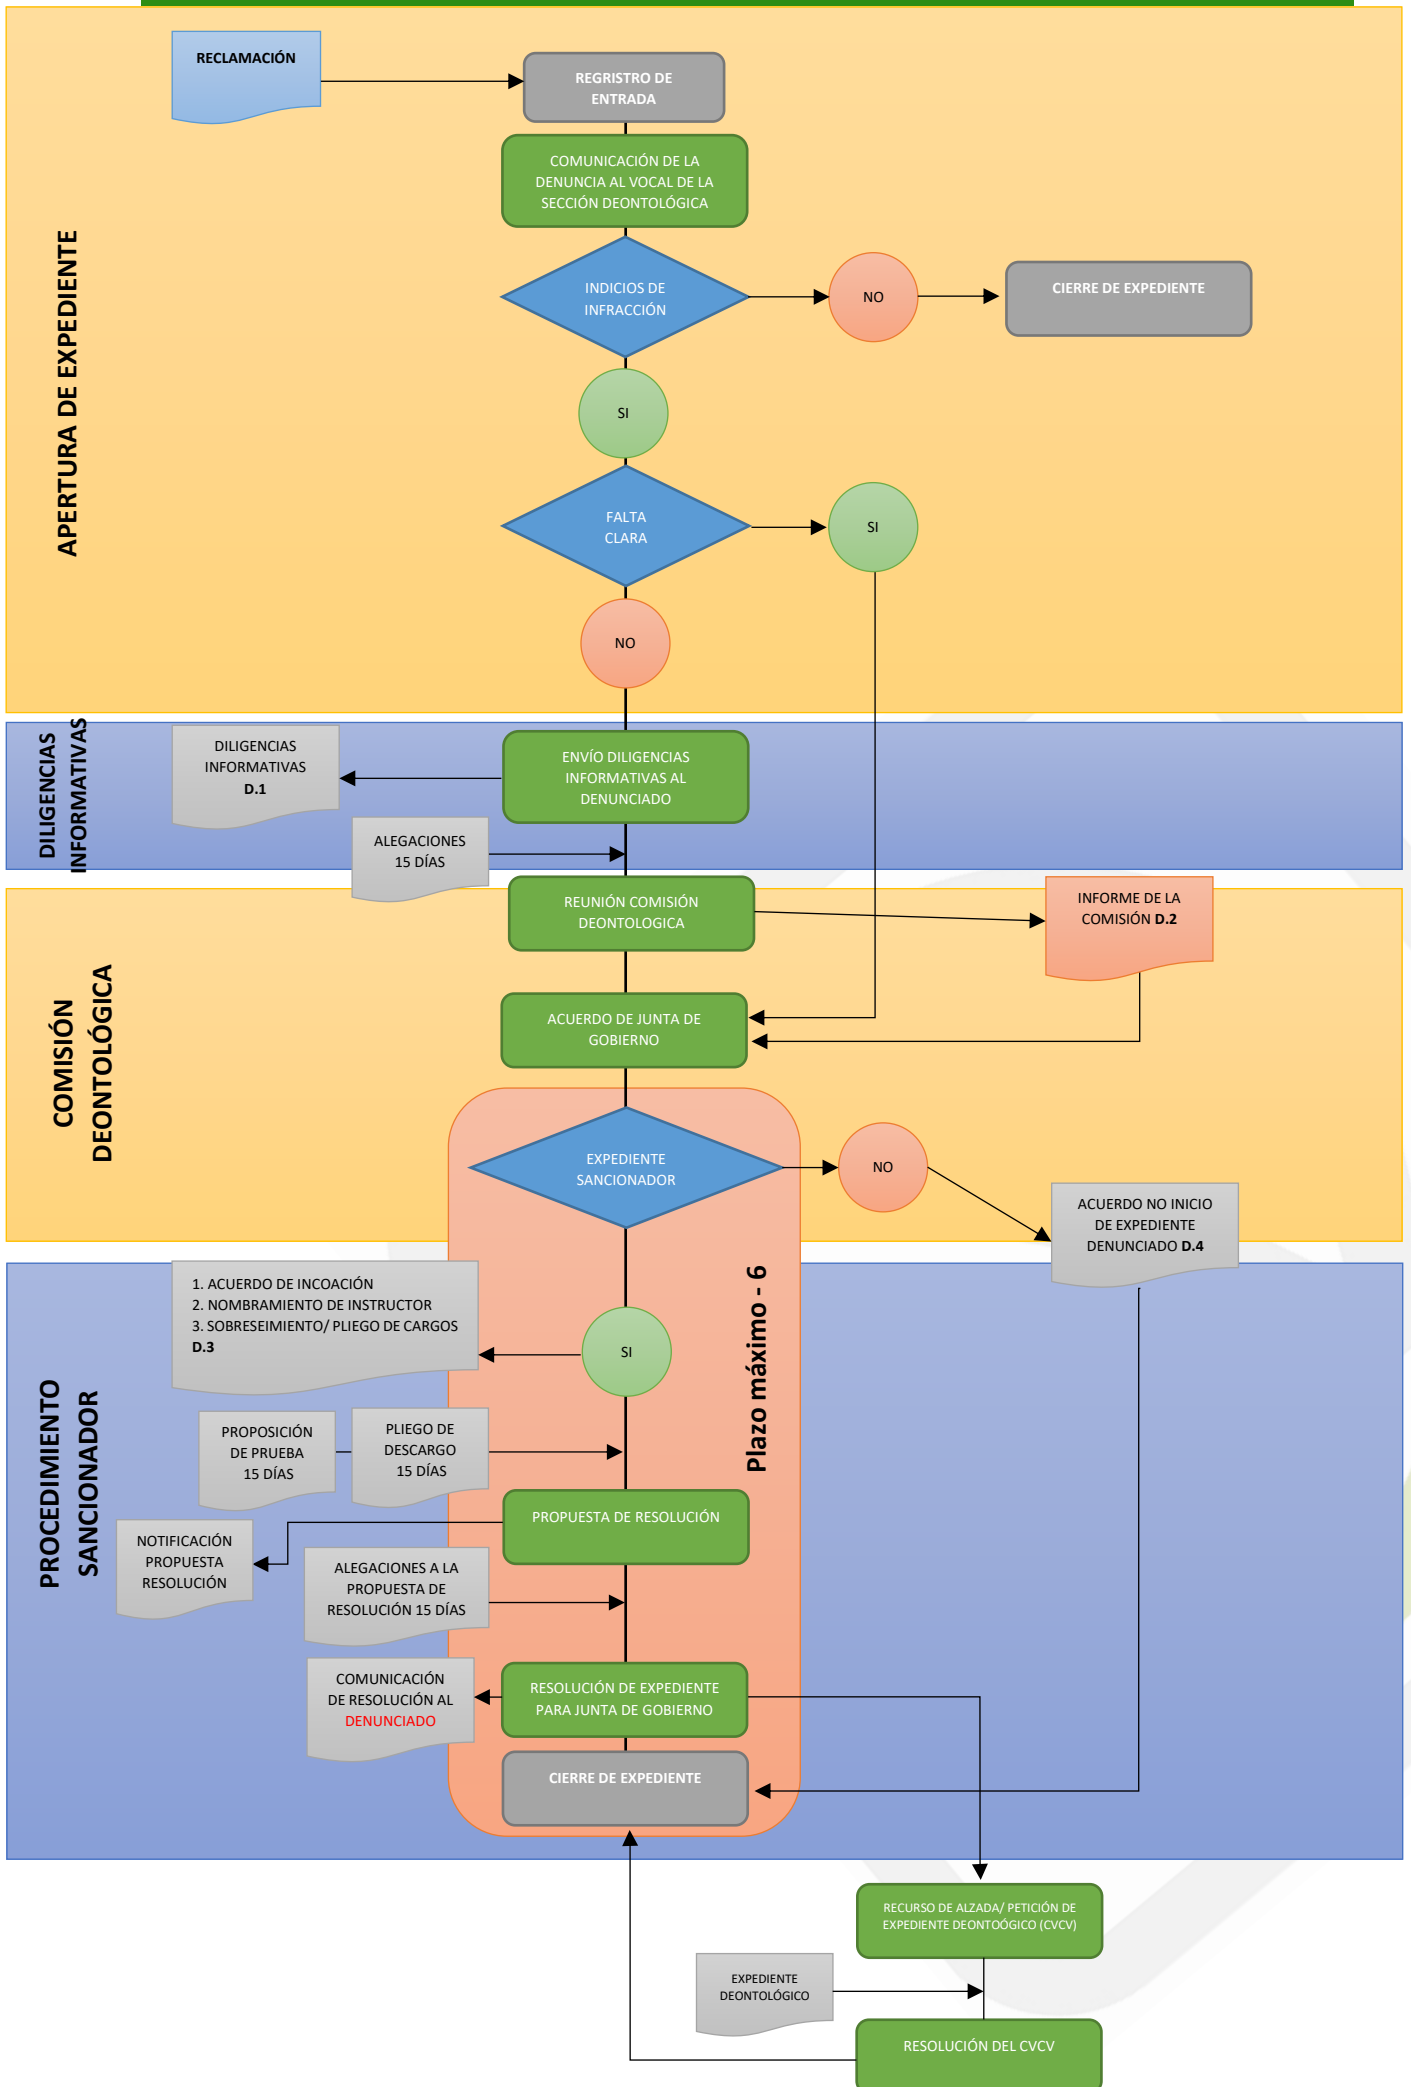 RECLAMACIÓN
REGRISTRO DE
ENTRADA
COMUNICACIÓN DE LA
DENUNCIA AL VOCAL DE LA
SECCIÓN DEONTOLÓGICA
APERTURA DE EXPEDIENTE
INDICIOS DE
INFRACCIÓN
NO
CIERRE DE EXPEDIENTE
SI
FALTA
CLARA
SI
NO
DILIGENCIAS
INFORMATIVAS
DILIGENCIAS
INFORMATIVAS
D.1
ENVÍO DILIGENCIAS
INFORMATIVAS AL
DENUNCIADO
ALEGACIONES
15 DÍAS
COMISIÓN
DEONTOLÓGICA
REUNIÓN COMISIÓN
DEONTOLOGICA
INFORME DE LA
COMISIÓN D.2
ACUERDO DE JUNTA DE
GOBIERNO
EXPEDIENTE
SANCIONADOR
NO
ACUERDO NO INICIO
DE EXPEDIENTE
DENUNCIADO D.4
PROCEDIMIENTO
SANCIONADOR
1. ACUERDO DE INCOACIÓN
2. NOMBRAMIENTO DE INSTRUCTOR
3. SOBRESEIMIENTO/ PLIEGO DE CARGOS
D.3
SI
Plazo máximo - 6
PROPOSICIÓN
DE PRUEBA
15 DÍAS
PLIEGO DE
DESCARGO
15 DÍAS
PROPUESTA DE RESOLUCIÓN
NOTIFICACIÓN
PROPUESTA
RESOLUCIÓN
ALEGACIONES A LA
PROPUESTA DE
RESOLUCIÓN 15 DÍAS
COMUNICACIÓN
DE RESOLUCIÓN AL
DENUNCIADO
RESOLUCIÓN DE EXPEDIENTE
PARA JUNTA DE GOBIERNO
CIERRE DE EXPEDIENTE
RECURSO DE ALZADA/ PETICIÓN DE
EXPEDIENTE DEONTOÓGICO (CVCV)
EXPEDIENTE
DEONTOLÓGICO
RESOLUCIÓN DEL CVCV